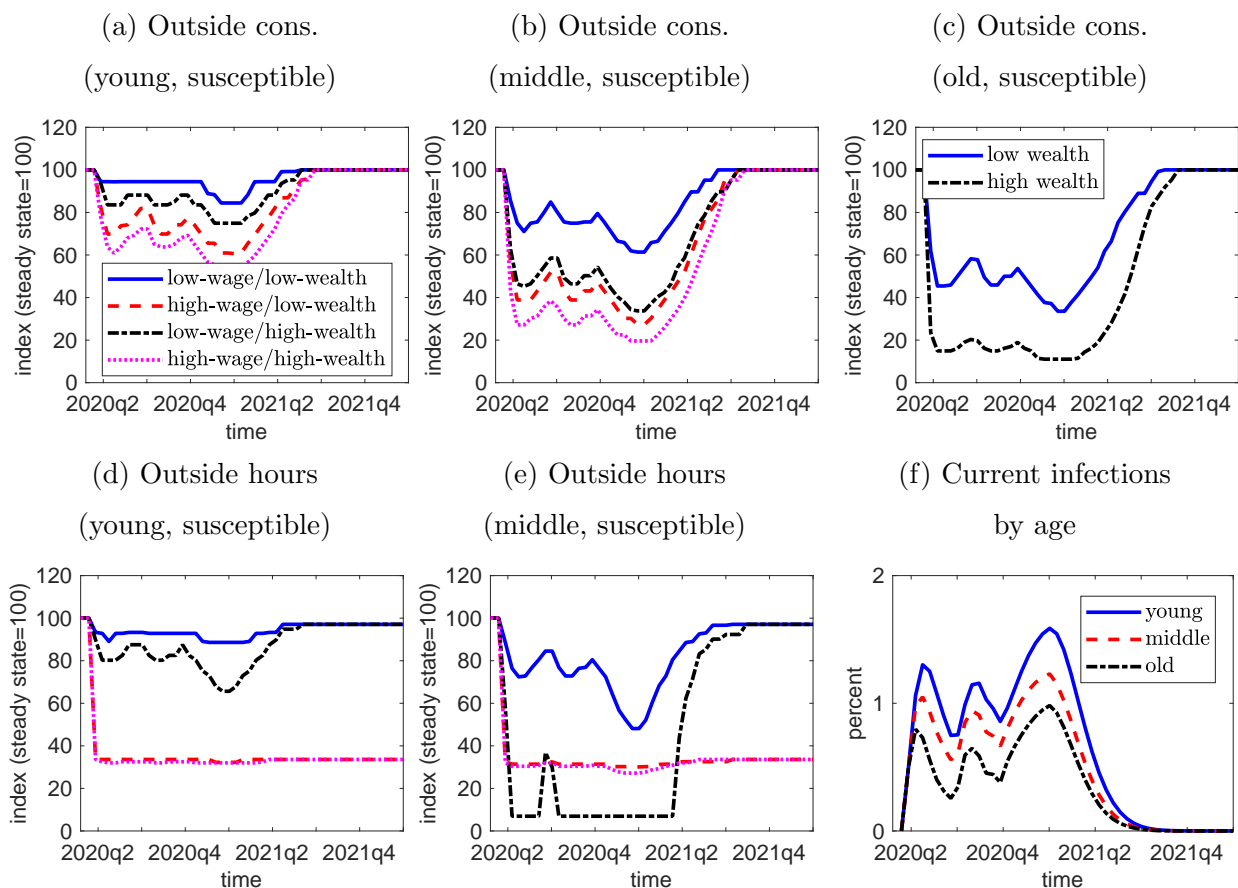 (a) Outside cons.
(young, susceptible)
(b) Outside cons.
(middle, susceptible)
(c) Outside cons.
(old, susceptible)
index (steady state=100)
120
100
80
60
40
20
0
low-wage/low-wealth
high-wage/low-wealth
low-wage/high-wealth
high-wage/high-wealth
2020q2 2020q4 2021q2 2021q4
time
index (steady state=100)
120
100
80
60
40
20
0
2020q2 2020q4 2021q2 2021q4
time
index (steady state=100)
120
100
80
60
40
20
0
low wealth
high wealth
2020q2 2020q4 2021q2 2021q4
time
(d) Outside hours
(young, susceptible)
(e) Outside hours
(middle, susceptible)
(f) Current infections
by age
index (steady state=100)
120
100
80
60
40
20
0
2020q2 2020q4 2021q2 2021q4
time
index (steady state=100)
120
100
80
60
40
20
0
2020q2 2020q4 2021q2 2021q4
time
percent
2
1
0
young
middle
old
2020q2 2020q4 2021q2 2021q4
time